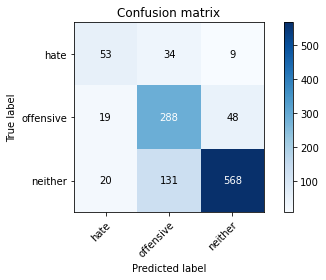 Confusion matrix
hate 53 34 9
offensive 19 288 48
neither 20 131 568
hate offensive neither
True label
Predicted label
500
400
300
200
100